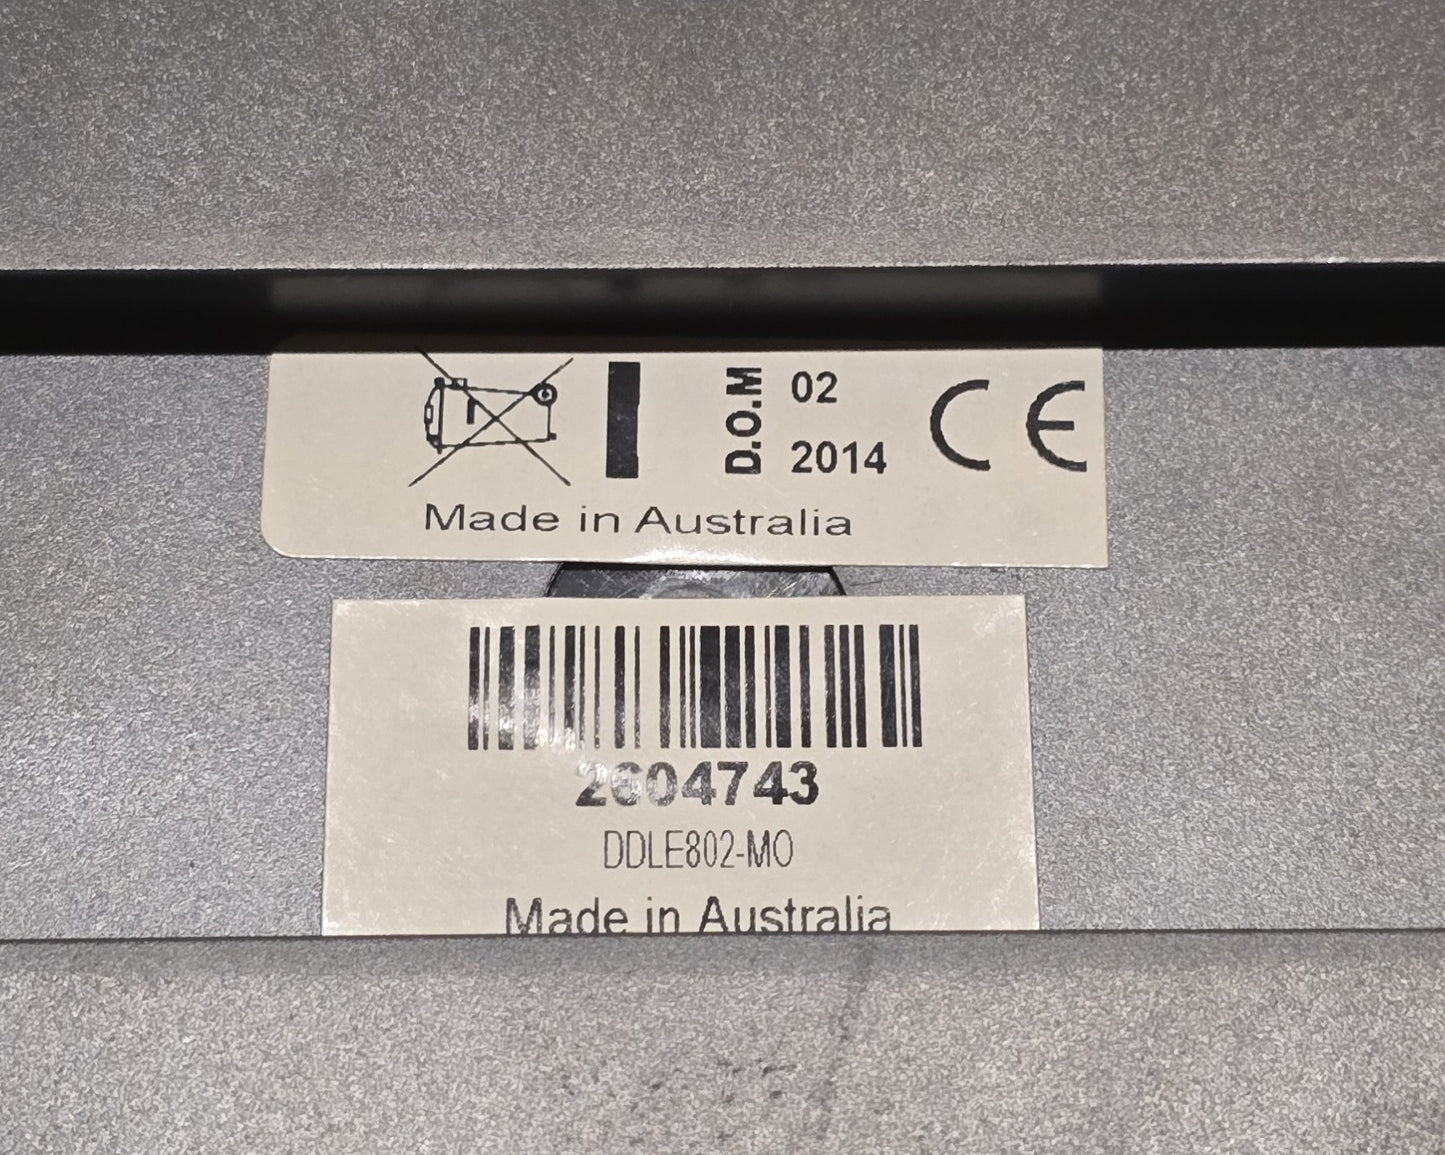 D.O.M 02
2014
CE
Made in Australia
2604743
DDLE802-MO
Made in Australia